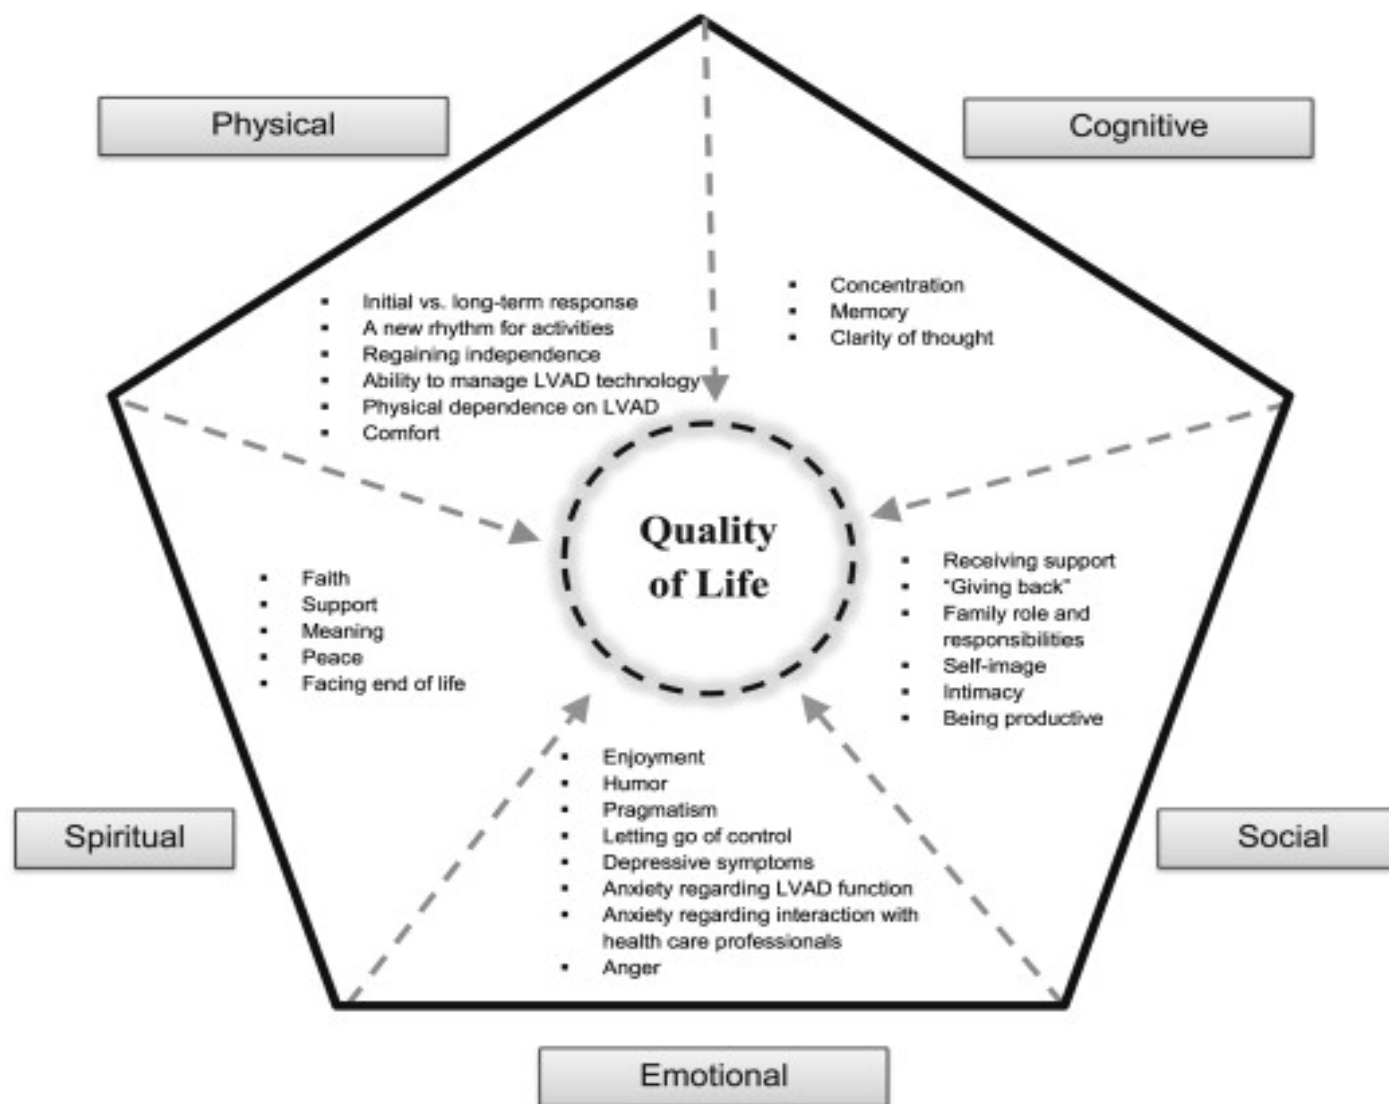 Physical
Cognitive
▪ Initial vs. long-term response
▪ A new rhythm for activities
▪ Regaining independence
▪ Ability to manage LVAD technology
▪ Physical dependence on LVAD
▪ Comfort
▪ Concentration
▪ Memory
▪ Clarity of thought
Quality
of Life
▪ Faith
▪ Support
▪ Meaning
▪ Peace
▪ Facing end of life
▪ Receiving support
▪ “Giving back”
▪ Family role and
responsibilities
▪ Self-image
▪ Intimacy
▪ Being productive
▪ Enjoyment
▪ Humor
▪ Pragmatism
▪ Letting go of control
▪ Depressive symptoms
▪ Anxiety regarding LVAD function
▪ Anxiety regarding interaction with
health care professionals
▪ Anger
Spiritual
Social
Emotional